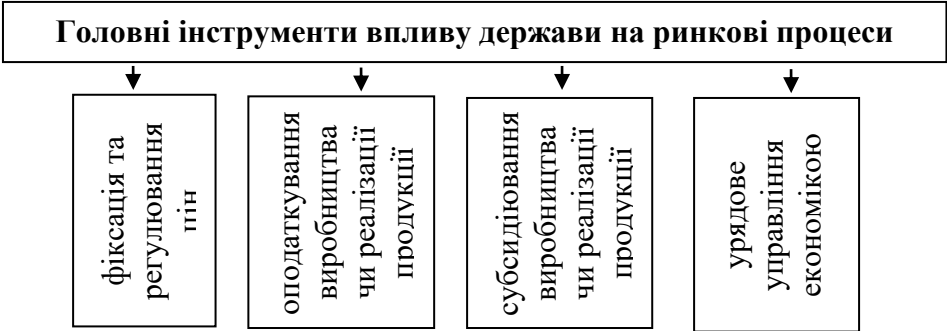 Головні інструменти впливу держави на ринкові процеси
фіксація та
регулювання
цін
оподаткування
виробництва
чи реалізації
продукції
субсидіювання
виробництва
чи реалізації
продукції
урядове
управління
економікою